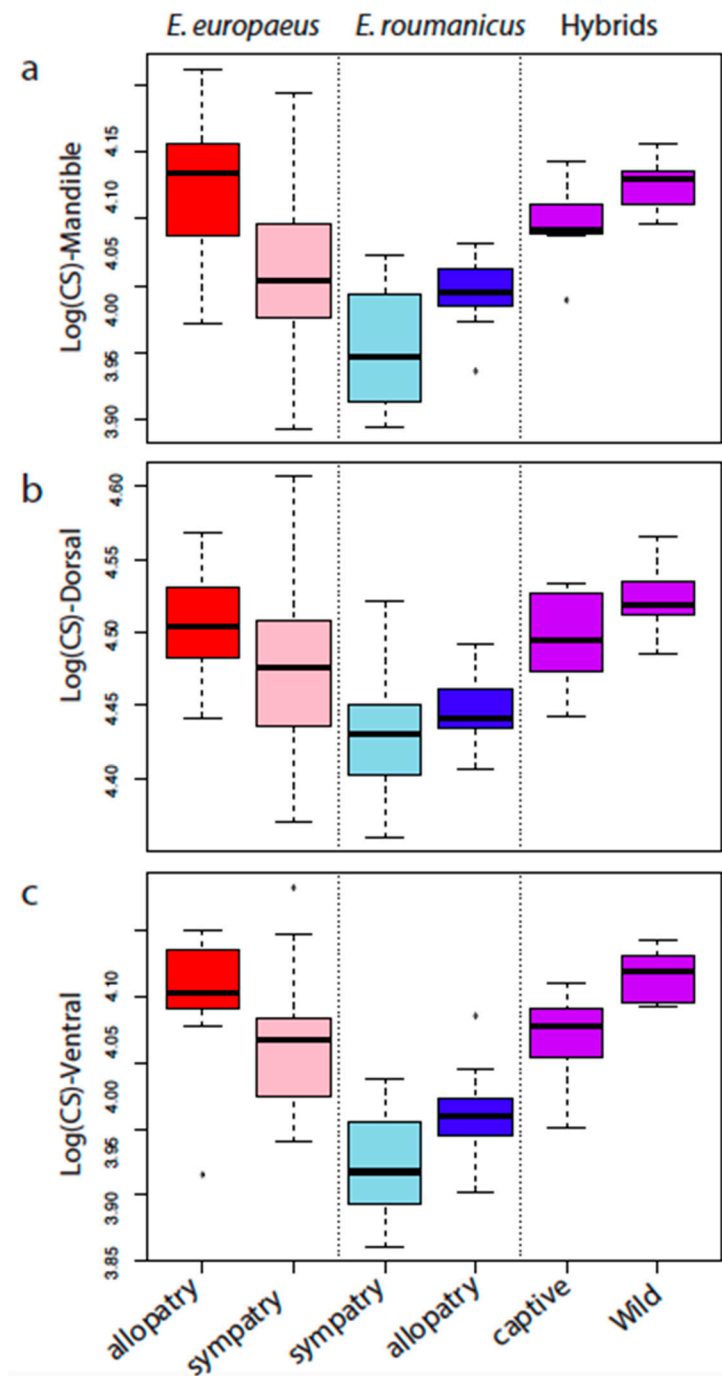 E. europaeus E. roumanicus Hybrids
a
Log(CS)-Mandible
4.15
4.10
4.05
4.00
3.95
3.90
b
Log(CS)-Dorsal
4.60
4.55
4.50
4.45
4.40
c
Log(CS)-Ventral
4.10
4.05
4.00
3.95
3.90
3.85
allopatry sympatry sympatry allopatry captive Wild